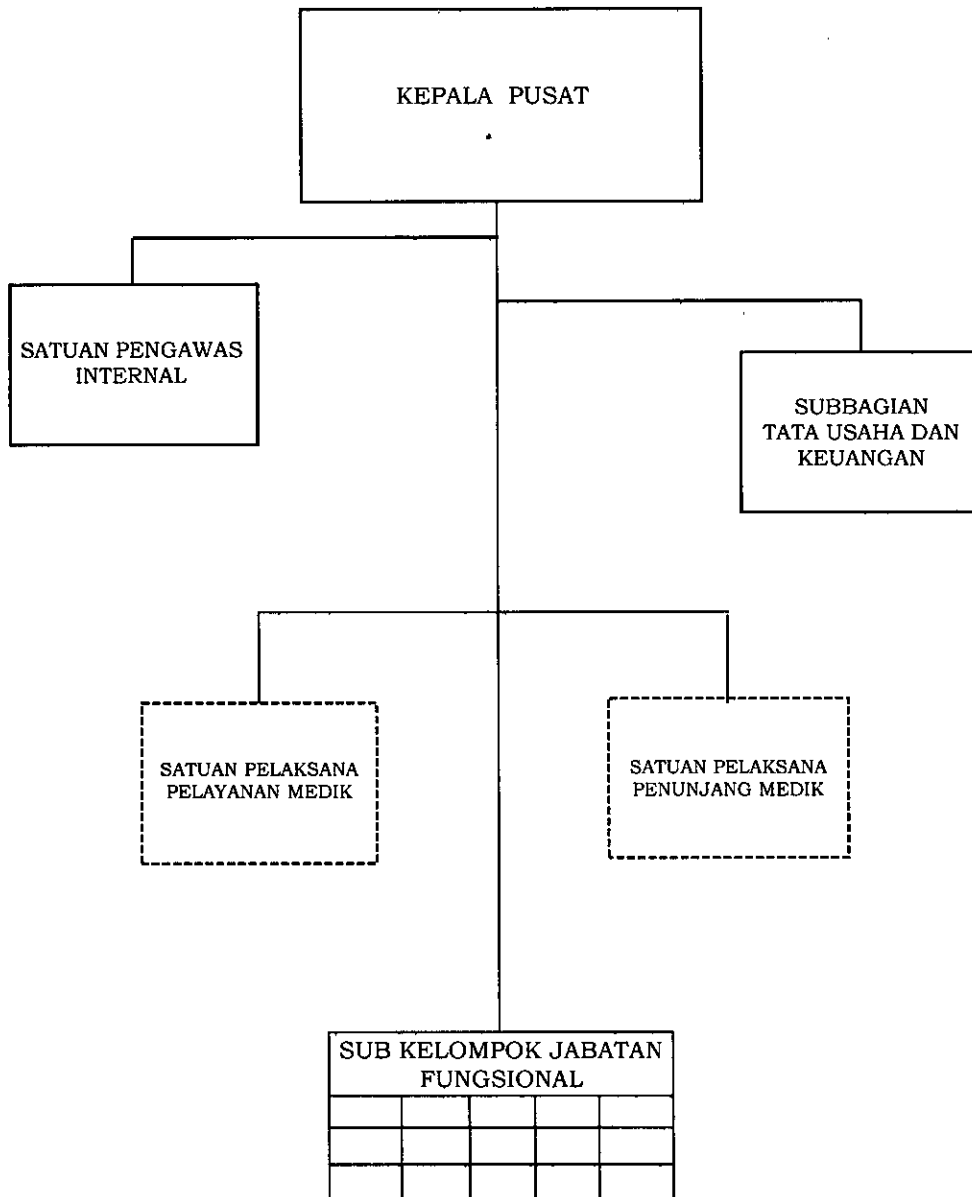 KEPALA PUSAT
SATUAN PENGAWAS
INTERNAL
SUBBAGIAN
TATA USAHA DAN
KEUANGAN
SATUAN PELAKSANA
PELAYANAN MEDIK
SATUAN PELAKSANA
PENUNJANG MEDIK
SUB KELOMPOK JABATAN
FUNGSIONAL